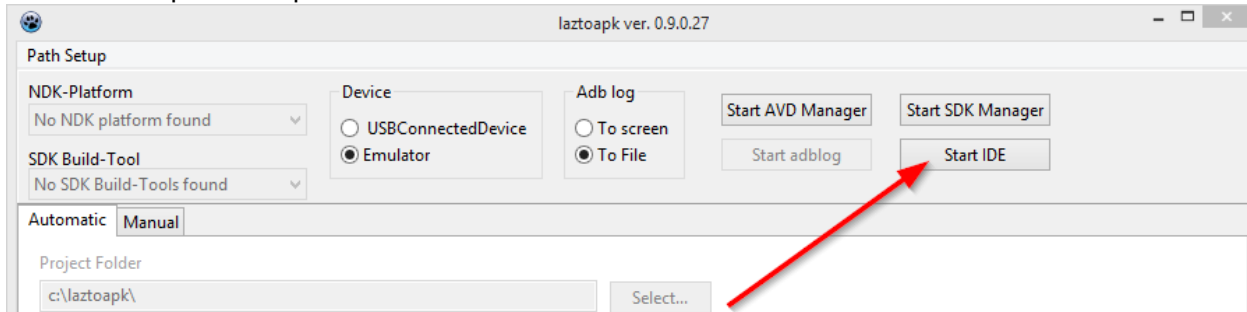 laztoapk ver. 0.9.0.27
Path Setup
NDK-Platform
No NDK platform found
SDK Build-Tool
No SDK Build-Tools found
Device
USBConnectedDevice
Emulator
Adb log
To screen
To File
Start AVD Manager
Start SDK Manager
Start adblog
Start IDE
Automatic
Manual
Project Folder
c:\laztoapk\
Select...